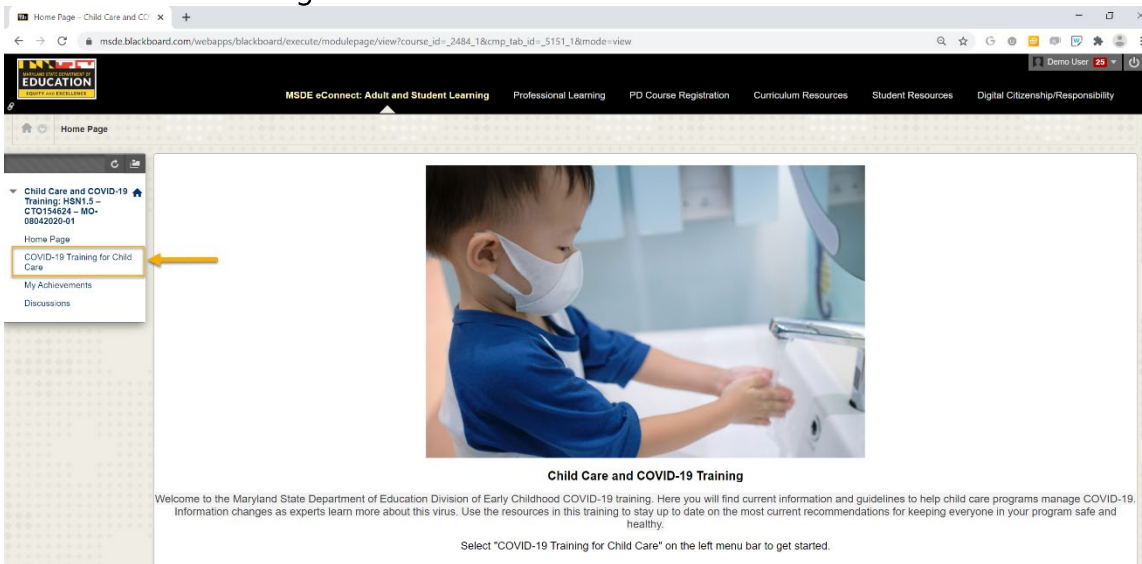 Home Page – Child Care and CO
msde.blackboard.com/webapps/blackboard/execute/modulepage/view?course_id=_2484_1&cmp_tab_id=_5151_1&mode=view
Demo User 25
MARYLAND STATE DEPARTMENT OF
EDUCATION
EQUITY AND EXCELLENCE
MSDE eConnect: Adult and Student Learning Professional Learning PD Course Registration Curriculum Resources Student Resources Digital Citizenship/Responsibility
Home Page
Child Care and COVID-19
Training: HSN1.5 –
CTO154624 – MO-
08042020-01
Home Page
COVID-19 Training for Child
Care
My Achievements
Discussions
Child Care and COVID-19 Training
Welcome to the Maryland State Department of Education Division of Early Childhood COVID-19 training. Here you will find current information and guidelines to help child care programs manage COVID-19.
Information changes as experts learn more about this virus. Use the resources in this training to stay up to date on the most current recommendations for keeping everyone in your program safe and
healthy.
Select "COVID-19 Training for Child Care" on the left menu bar to get started.